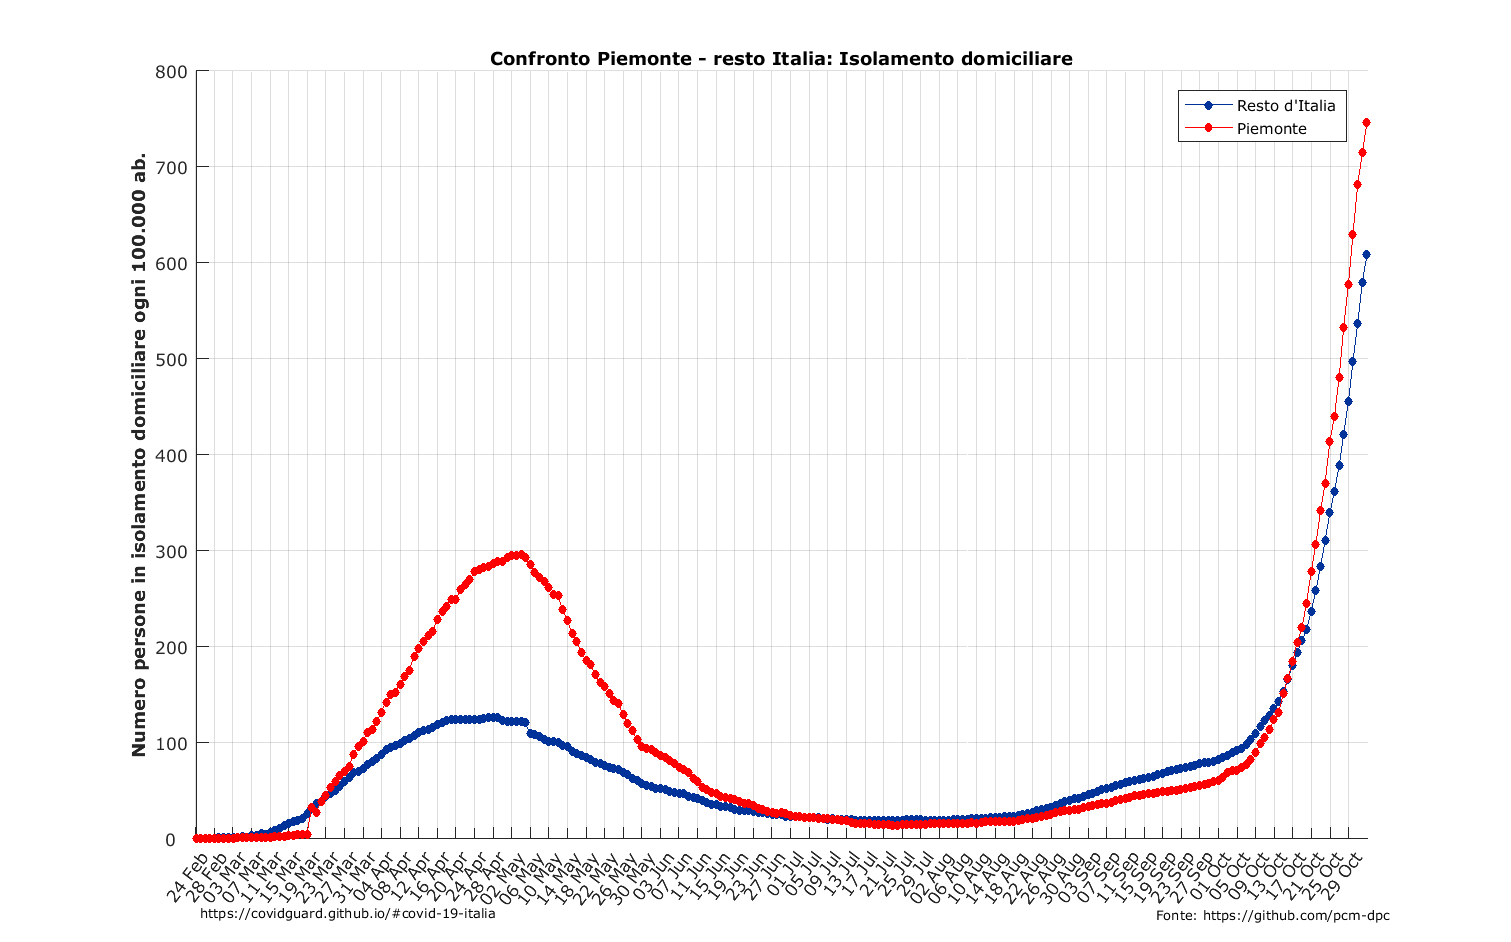 Confronto Piemonte - resto Italia: Isolamento domiciliare
Numero persone in isolamento domiciliare ogni 100.000 ab.
800
700
600
500
400
300
200
100
0
Resto d'Italia
Piemonte
24 Feb
28 Feb
03 Mar
07 Mar
11 Mar
15 Mar
19 Mar
23 Mar
27 Mar
31 Mar
04 Apr
08 Apr
12 Apr
16 Apr
20 Apr
24 Apr
28 Apr
02 May
06 May
10 May
14 May
18 May
22 May
26 May
30 May
03 Jun
07 Jun
11 Jun
15 Jun
19 Jun
23 Jun
27 Jun
01 Jul
05 Jul
09 Jul
13 Jul
17 Jul
21 Jul
25 Jul
29 Jul
02 Aug
06 Aug
10 Aug
14 Aug
18 Aug
22 Aug
26 Aug
30 Aug
03 Sep
07 Sep
11 Sep
15 Sep
19 Sep
23 Sep
27 Sep
01 Oct
05 Oct
09 Oct
13 Oct
17 Oct
21 Oct
25 Oct
29 Oct
https://covidguard.github.io/#covid-19-italia
Fonte: https://github.com/pcm-dpc